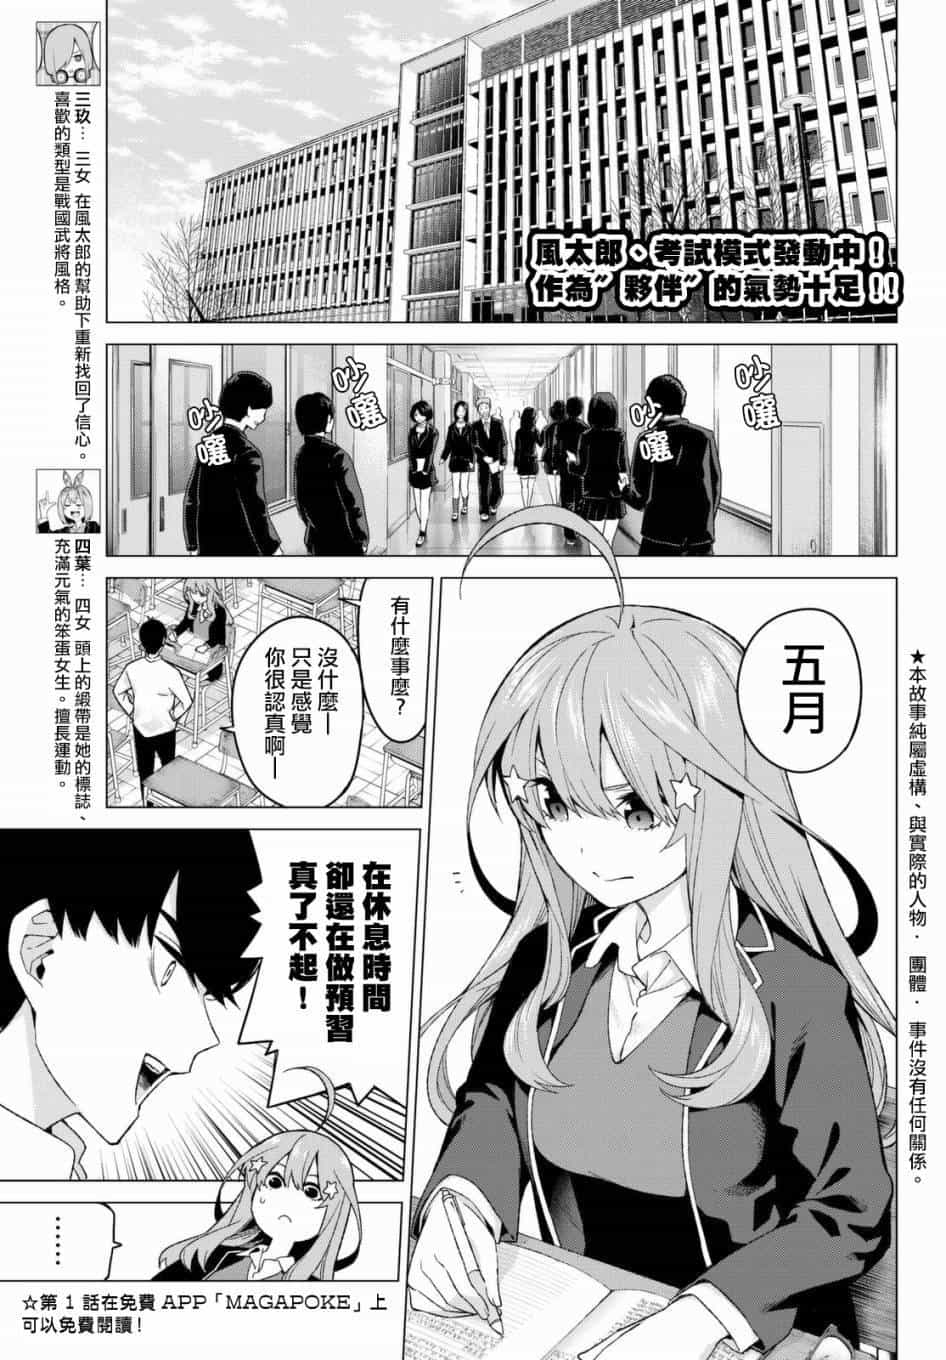 風太郎、考試模式發動中！
作為〞夥伴〞的氣勢十足！！
三玖… 三女 在風太郎的幫助下重新找回了信心。
喜歡的類型是戰國武將風格。
四葉… 四女 頭上的緞帶是她的標誌、
充滿元氣的笨蛋女生。擅長運動。
吵嚷
吵嚷
吵嚷
吵嚷
五月
有什麼事麼？
沒什麼—
只是感覺
你很認真啊—
在休息時間
卻還在做預習
真了不起！
……
★本故事純屬虛構、與實際的人物．團體．事件沒有任何關係。
☆第 1 話在免費 APP「MAGAPOKE」上
可以免費閱讀！